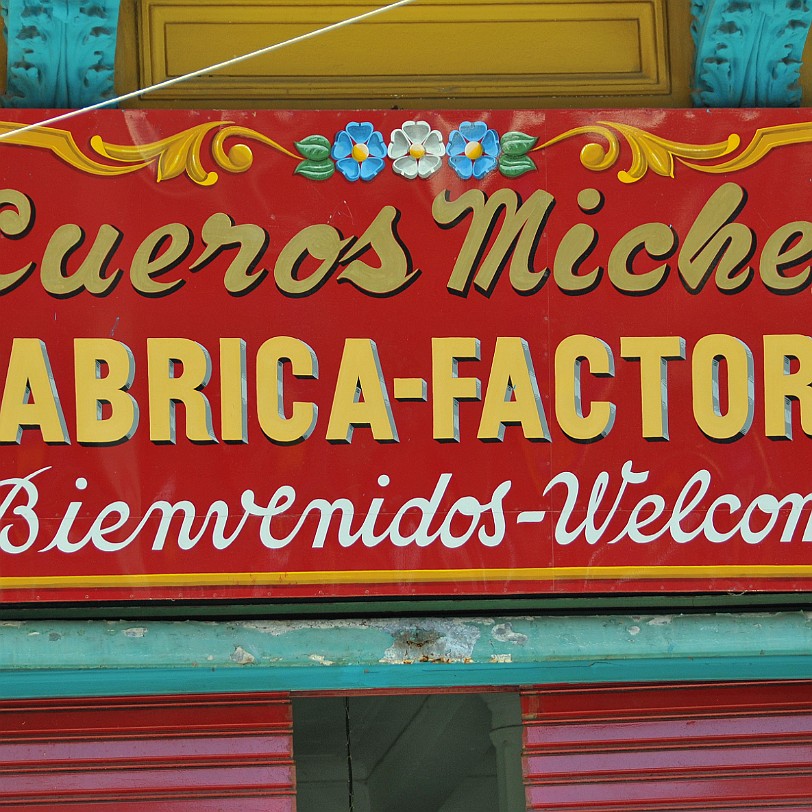 Cueros Miche
ABRICA-FACTOR
Bienvenidos-Welcom